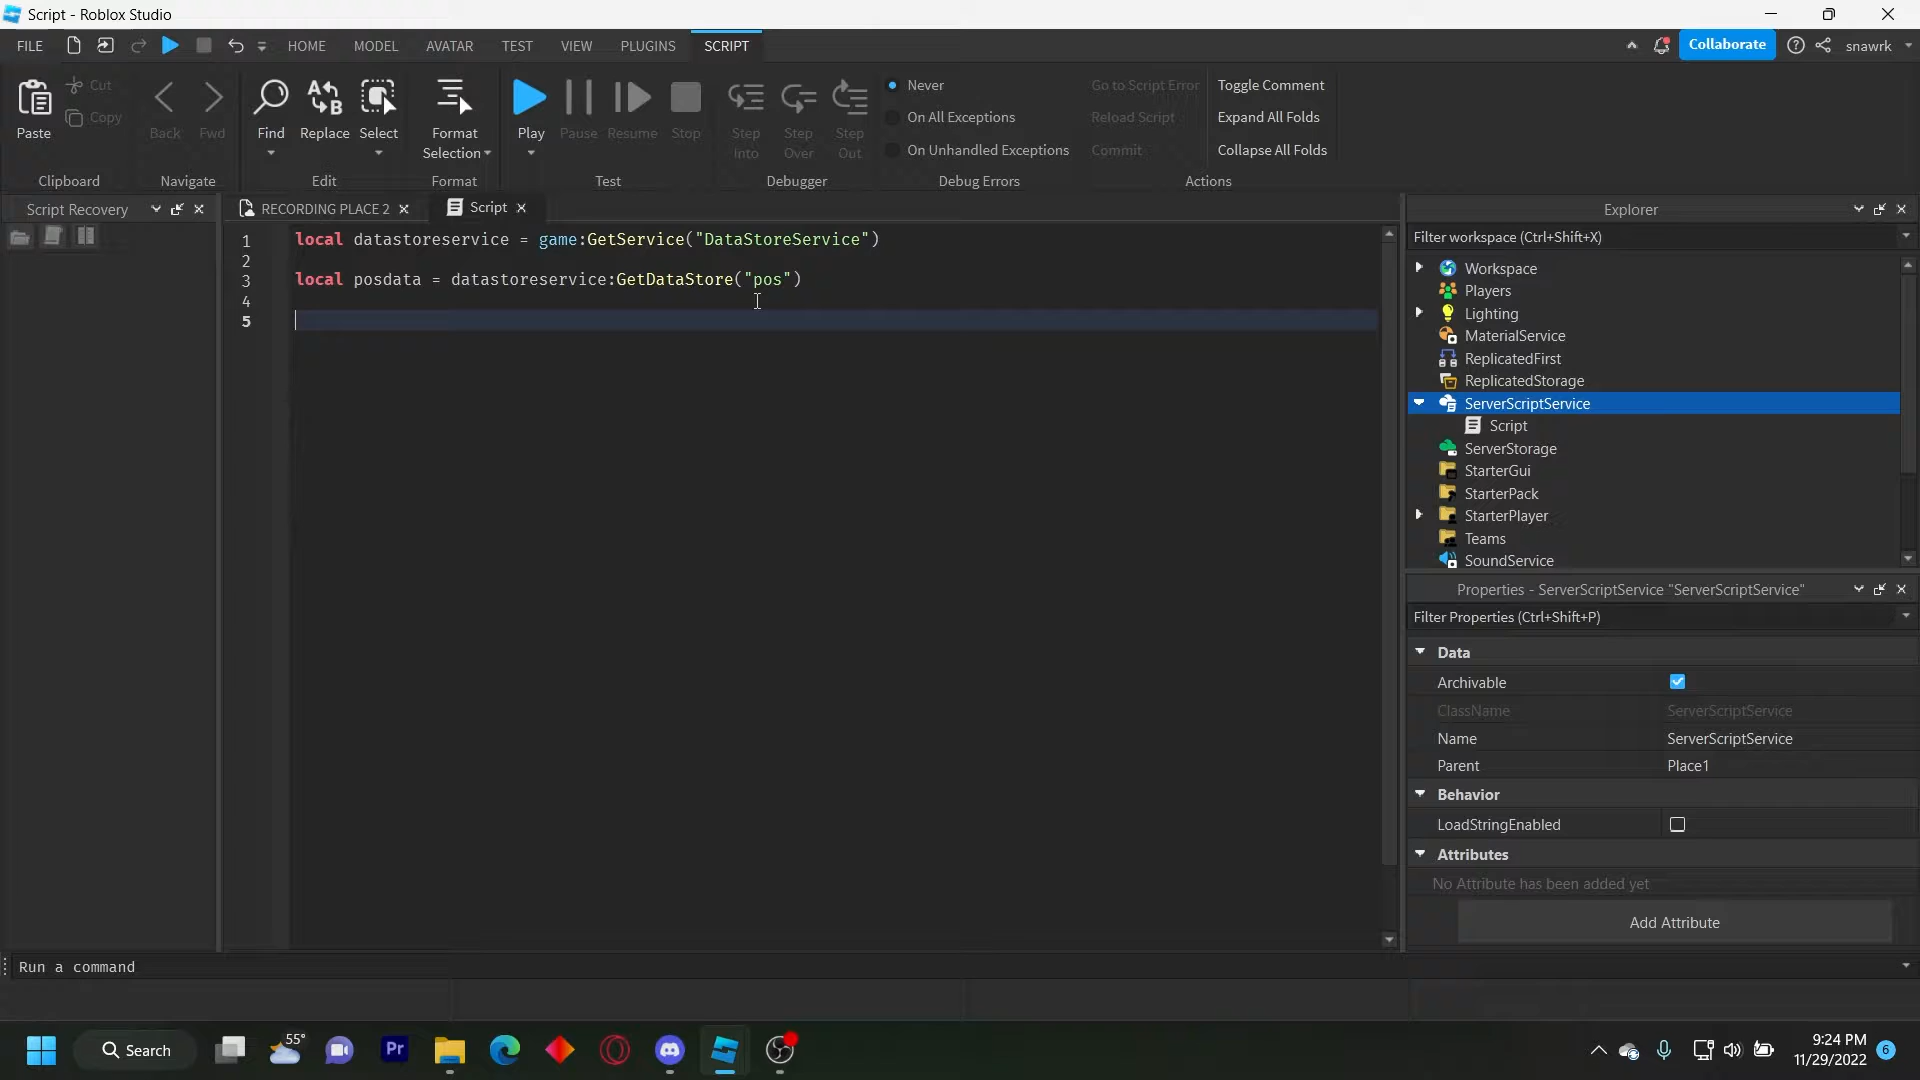 Script - Roblox Studio
FILE HOME MODEL AVATAR TEST VIEW PLUGINS SCRIPT Collaborate snawrk
Paste Cut Copy
Clipboard
Back Fwd
Navigate
Find Replace Select
Edit
Format Selection
Format
Play Pause Resume Stop
Test
Step Into Step Over Step Out
Debugger
Never
On All Exceptions
On Unhandled Exceptions
Debug Errors
Go to Script Error
Reload Script
Commit
Toggle Comment
Expand All Folds
Collapse All Folds
Actions
Script Recovery
RECORDING PLACE 2 Script
1 local datastoreservice = game:GetService("DataStoreService")
2
3 local posdata = datastoreservice:GetDataStore("pos")
4
5
Explorer
Filter workspace (Ctrl+Shift+X)
Workspace
Players
Lighting
MaterialService
ReplicatedFirst
ReplicatedStorage
ServerScriptService
Script
ServerStorage
StarterGui
StarterPack
StarterPlayer
Teams
SoundService
Properties - ServerScriptService "ServerScriptService"
Filter Properties (Ctrl+Shift+P)
Data
Archivable
ClassName ServerScriptService
Name ServerScriptService
Parent Place1
Behavior
LoadStringEnabled
Attributes
No Attribute has been added yet
Add Attribute
Run a command
Search
55°
Pr
9:24 PM
11/29/2022
6